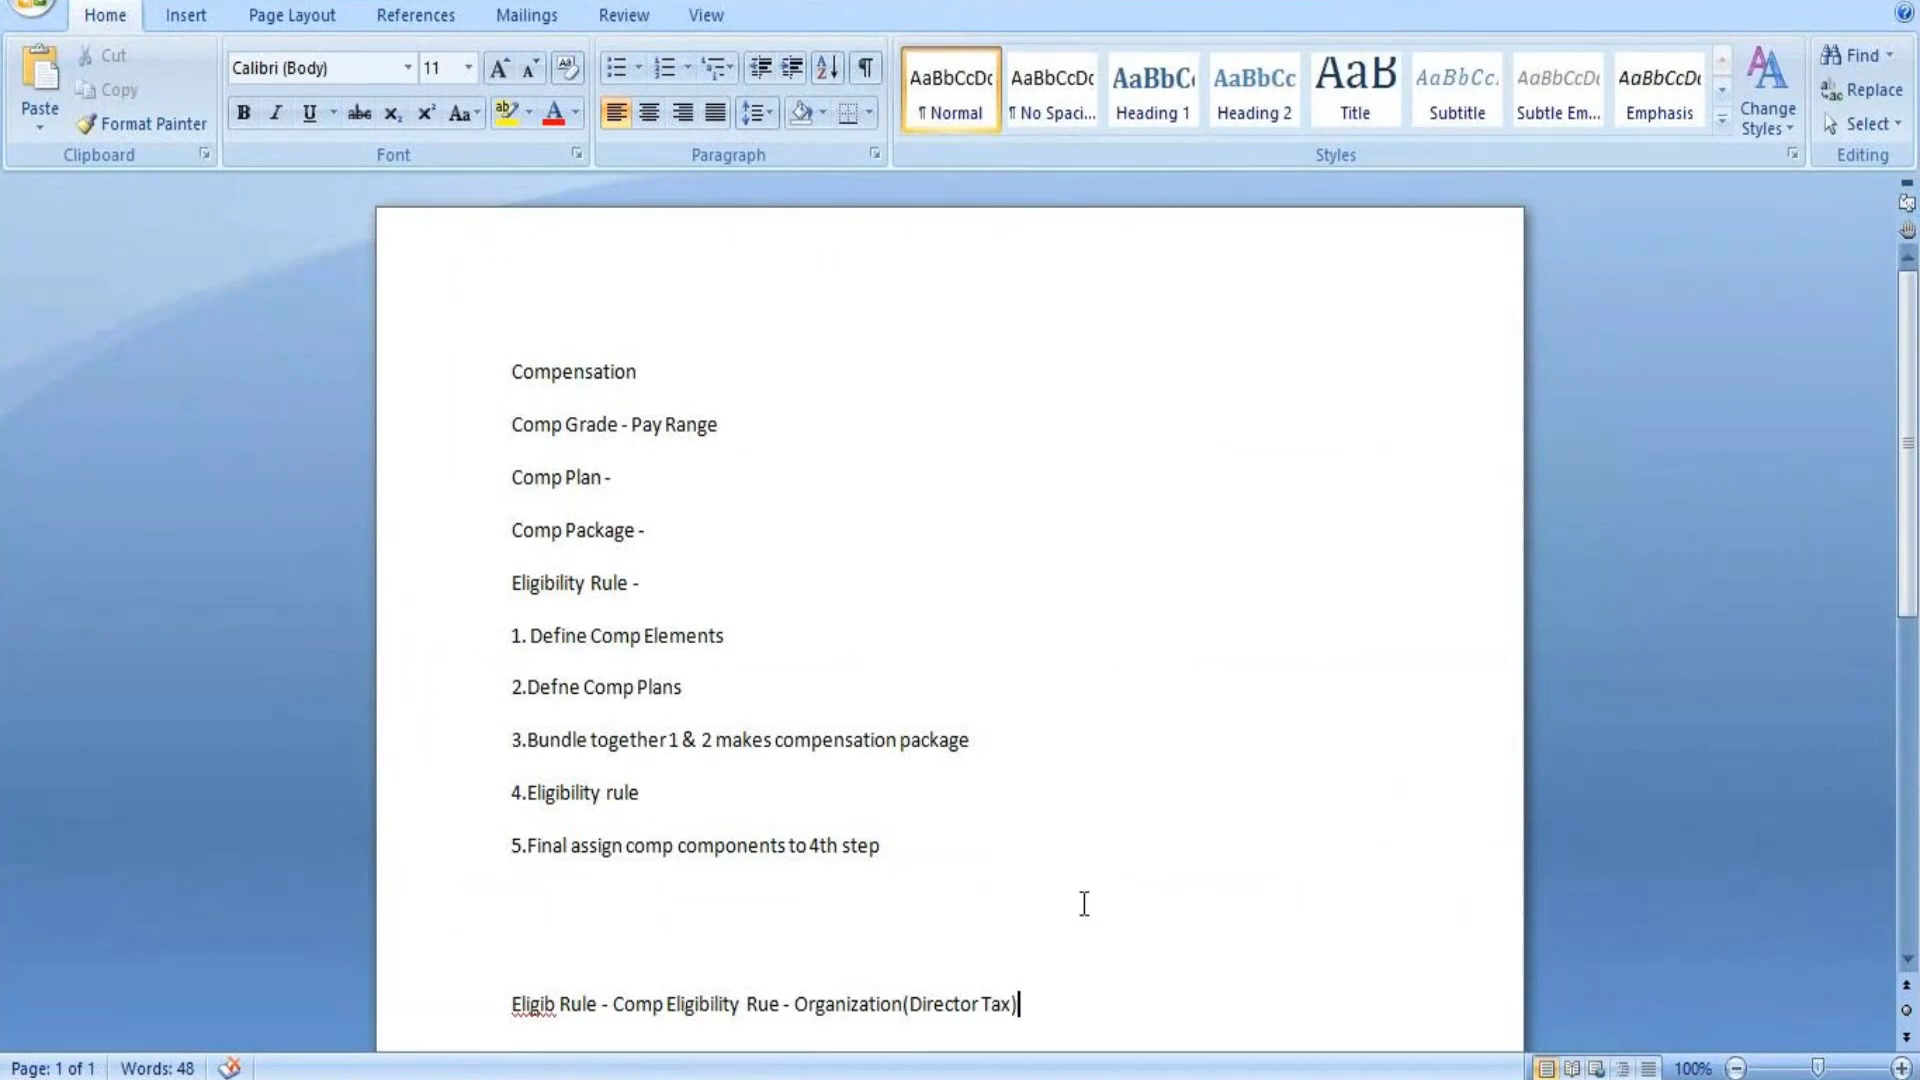 Home Insert Page Layout References Mailings Review View
Paste
Cut
Copy
Format Painter
Clipboard
Calibri (Body) 11
B I U abc X₂ X² Aa
Font
Paragraph
AaBbCcDc AaBbCcDc AaBbC AaBbCc AaB AaBbCc. AaBbCcDc AaBbCcDc
¶ Normal ¶ No Spaci... Heading 1 Heading 2 Title Subtitle Subtle Em... Emphasis
Styles
Change
Styles
Find
Replace
Select
Editing
Compensation
Comp Grade - Pay Range
Comp Plan -
Comp Package -
Eligibility Rule -
1. Define Comp Elements
2.Defne Comp Plans
3.Bundle together 1 & 2 makes compensation package
4.Eligibility rule
5.Final assign comp components to 4th step
Eligib Rule - Comp Eligibility Rue - Organization(Director Tax)
Page: 1 of 1 Words: 48 100%